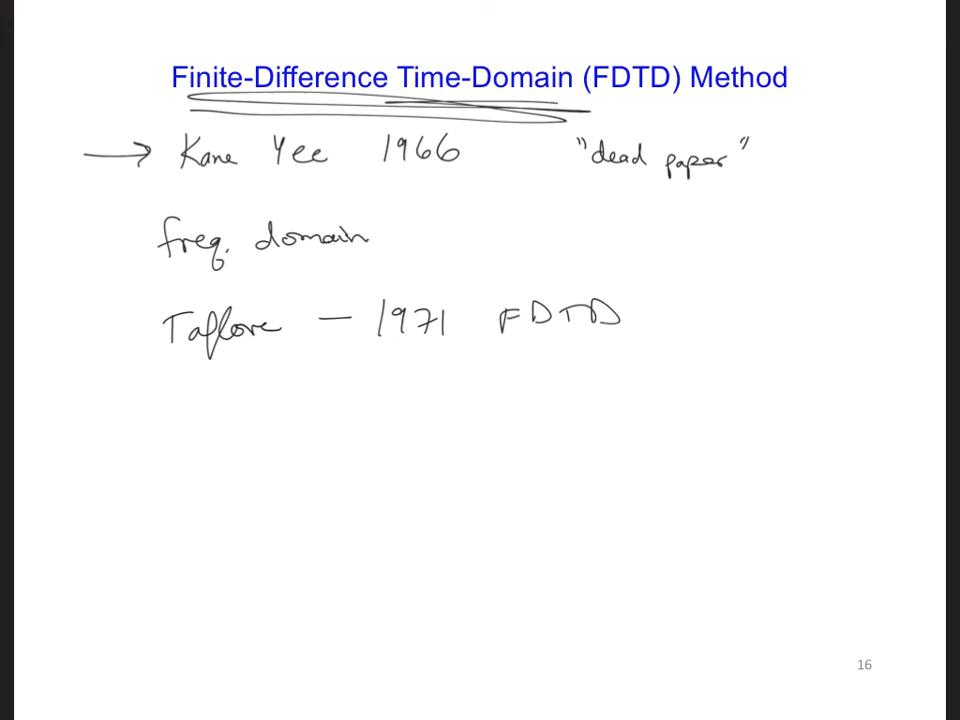 Finite-Difference Time-Domain (FDTD) Method
→ Kane Yee 1966 "dead paper"
freq. domain
Taflove — 1971 FDTD
16